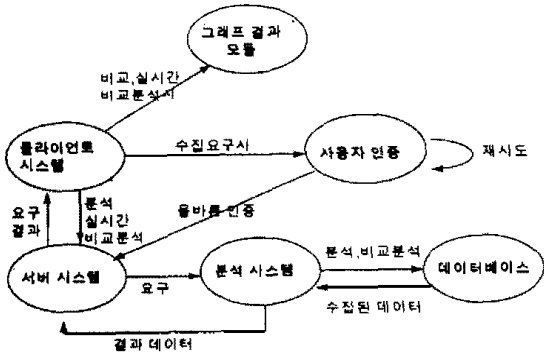 그래프 결과
모듈
비교,실시간
비교분석시
클라이언트
시스템
수집요구시
사용자 인증
재시도
올바른 인증
요구
결과
분석
실시간
비교분석
서버 시스템
요구
분석 시스템
분석,비교분석
데이터베이스
수집된 데이터
결과 데이터